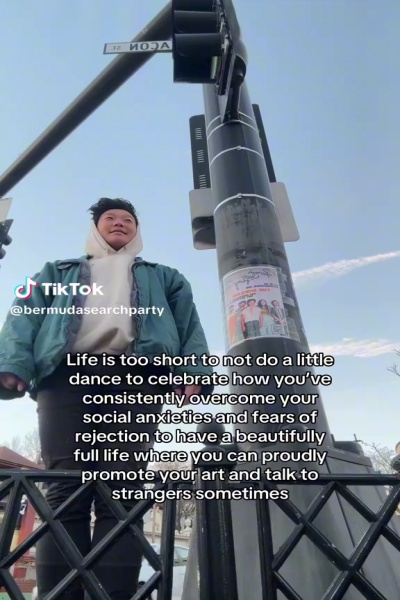 ACON ST.
TikTok
@bermudasearchparty
Life is too short to not do a little
dance to celebrate how you've
consistently overcome your
social anxieties and fears of
rejection to have a beautifully
full life where you can proudly
promote your art and talk to
strangers sometimes